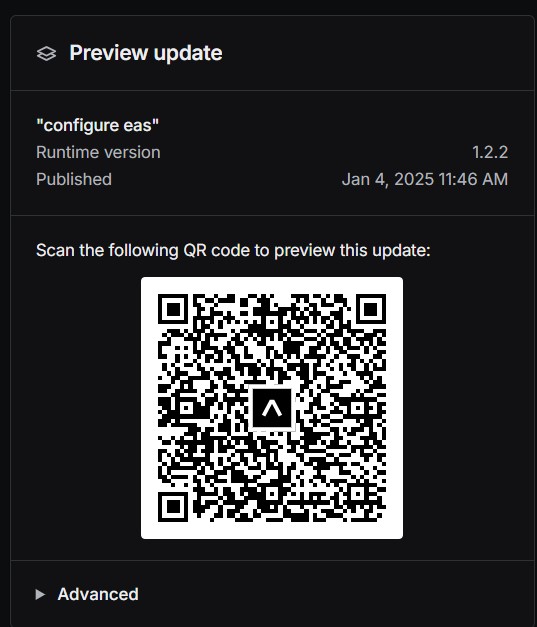 Preview update
"configure eas"
Runtime version 1.2.2
Published Jan 4, 2025 11:46 AM
Scan the following QR code to preview this update:
Advanced